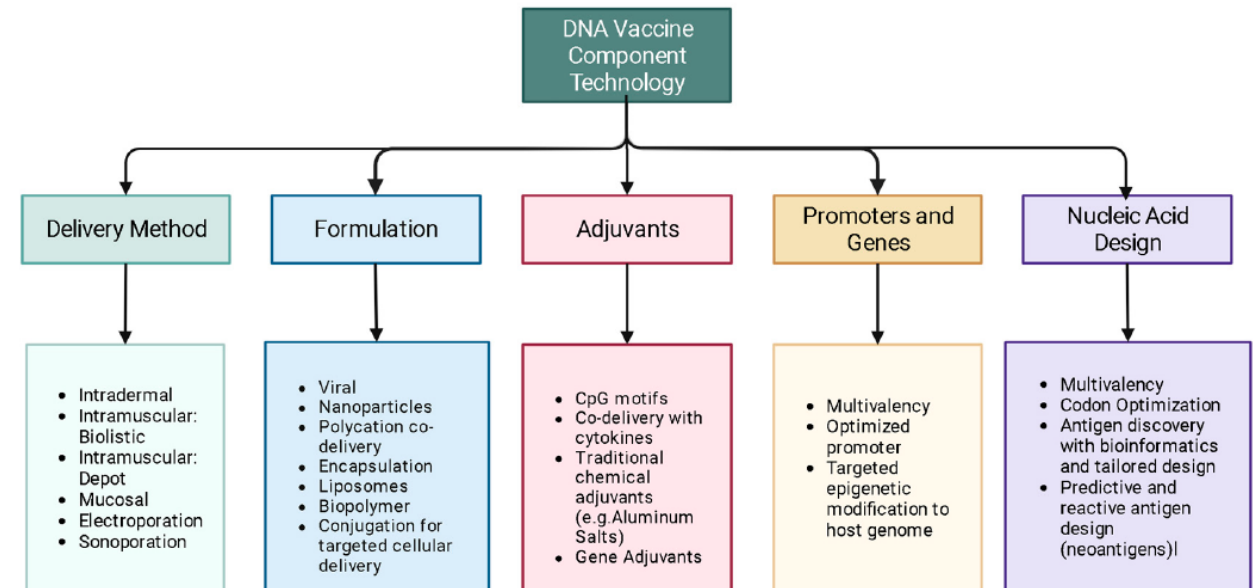 DNA Vaccine
Component
Technology
Delivery Method
Formulation
Adjuvants
Promoters and
Genes
Nucleic Acid
Design
• Intradermal
• Intramuscular:
Biolistic
• Intramuscular:
Depot
• Mucosal
• Electroporation
• Sonoporation
• Viral
• Nanoparticles
• Polycation co-
delivery
• Encapsulation
• Liposomes
• Biopolymer
• Conjugation for
targeted cellular
delivery
• CpG motifs
• Co-delivery with
cytokines
• Traditional
chemical
adjuvants
(e.g.Aluminum
Salts)
• Gene Adjuvants
• Multivalency
• Optimized
promoter
• Targeted
epigenetic
modification to
host genome
• Multivalency
• Codon Optimization
• Antigen discovery
with bioinformatics
and tailored design
• Predictive and
reactive antigen
design
(neoantigens)l